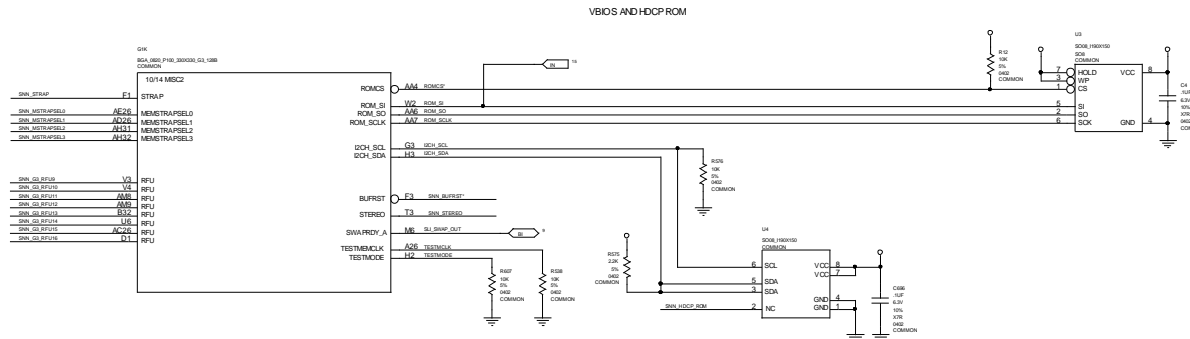 VBIOS AND HDCP ROM
G1K
BGA_0820_P100_330X330_G3_128B
COMMON
10/14 MISC2
SNN_STRAP F1 STRAP
SNN_MSTRAPSEL0 AE26 MEMSTRAPSEL0
SNN_MSTRAPSEL1 AD26 MEMSTRAPSEL1
SNN_MSTRAPSEL2 AH31 MEMSTRAPSEL2
SNN_MSTRAPSEL3 AH32 MEMSTRAPSEL3
SNN_G3_RFU9 V3 RFU
SNN_G3_RFU10 V4 RFU
SNN_G3_RFU11 AM8 RFU
SNN_G3_RFU12 AM9 RFU
SNN_G3_RFU13 B32 RFU
SNN_G3_RFU14 U6 RFU
SNN_G3_RFU15 AC26 RFU
SNN_G3_RFU16 D1 RFU
ROMCS AA4 ROMCS*
ROM_SI W2 ROM_SI
ROM_SO AA6 ROM_SO
ROM_SCLK AA7 ROM_SCLK
I2CH_SCL G3 I2CH_SCL
I2CH_SDA H3 I2CH_SDA
BUFRST F3 SNN_BUFRST*
STEREO T3 SNN_STEREO
SWAPRDY_A M6 SLI_SWAP_OUT
TESTMEMCLK A26 TESTMCLK
TESTMODE H2 TESTMODE
IN
BI
R607
10K
5%
0402
COMMON
R538
10K
5%
0402
COMMON
R576
10K
5%
0402
COMMON
R575
2.2K
5%
0402
COMMON
R12
10K
5%
0402
COMMON
U3
SO08_H90X150
SO8
COMMON
7 HOLD
3 WP
1 CS
5 SI
2 SO
6 SCK
VCC 8
GND 4
C4
.1UF
6.3V
10%
X7R
0402
U4
SO08_H90X150
COMMON
6 SCL
5 SDA
3 SDA
SNN_HDCP_ROM 2 NC
VCC 8
VCC 7
GND 4
GND 1
C686
.1UF
6.3V
10%
X7R
0402
COMMON